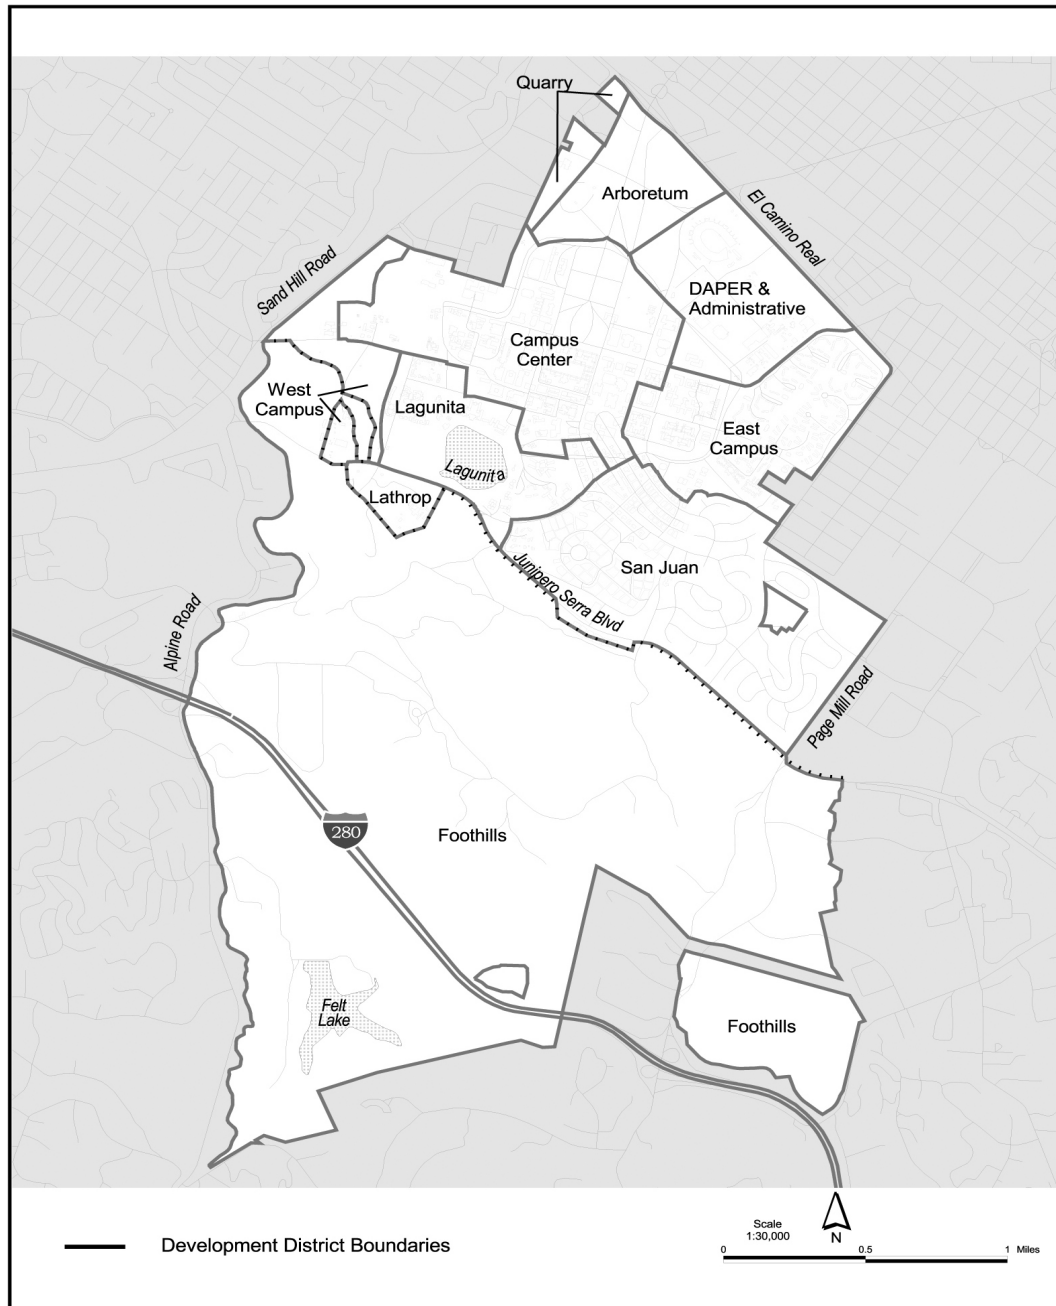 Quarry
Arboretum
El Camino Real
Sand Hill Road
DAPER &
Administrative
Campus
Center
West
Campus
Lagunita
East
Campus
Lagunita
Lathrop
San Juan
Junipero Serra Blvd
Alpine Road
Page Mill Road
280
Foothills
Felt
Lake
Foothills
Development District Boundaries
Scale
1:30,000
N
0 0.5 1 Miles